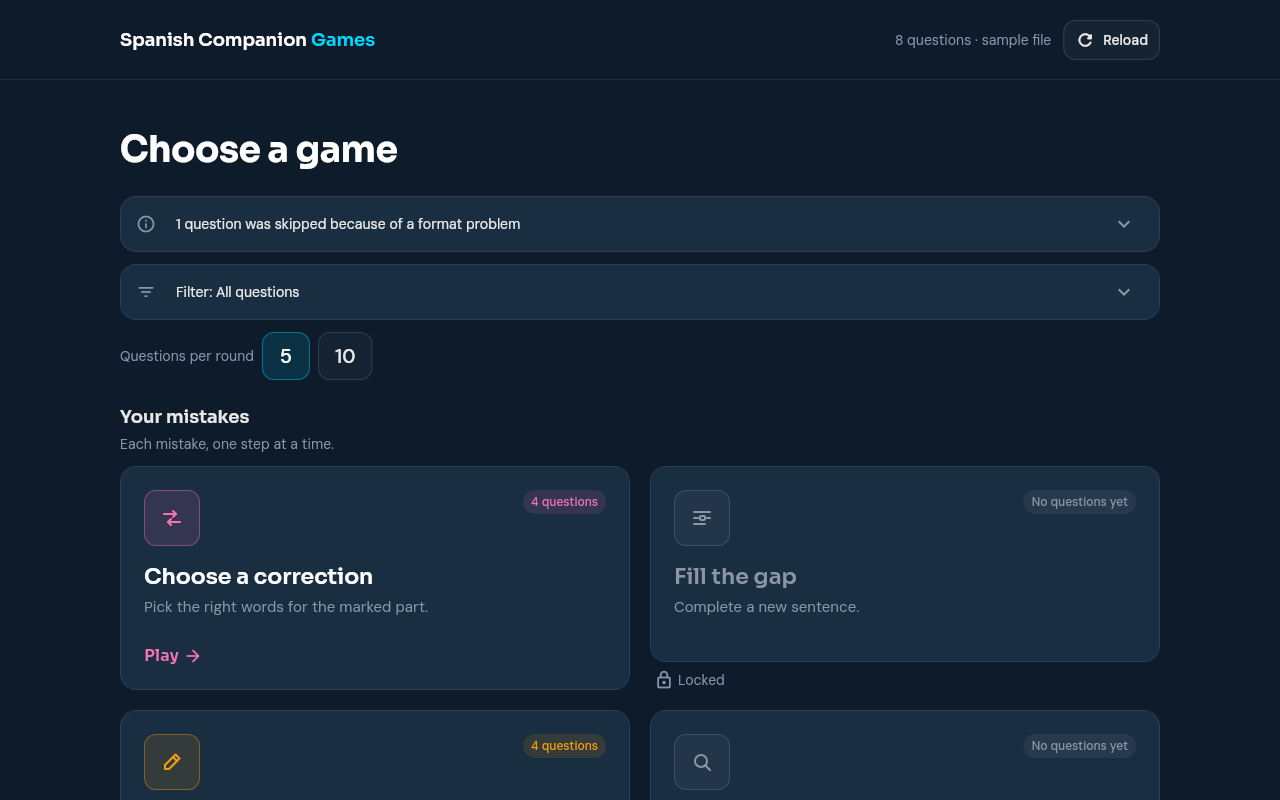 Spanish Companion Games
8 questions · sample file
Reload
Choose a game
1 question was skipped because of a format problem
Filter: All questions
Questions per round
5
10
Your mistakes
Each mistake, one step at a time.
4 questions
Choose a correction
Pick the right words for the marked part.
Play →
No questions yet
Fill the gap
Complete a new sentence.
Locked
4 questions
No questions yet